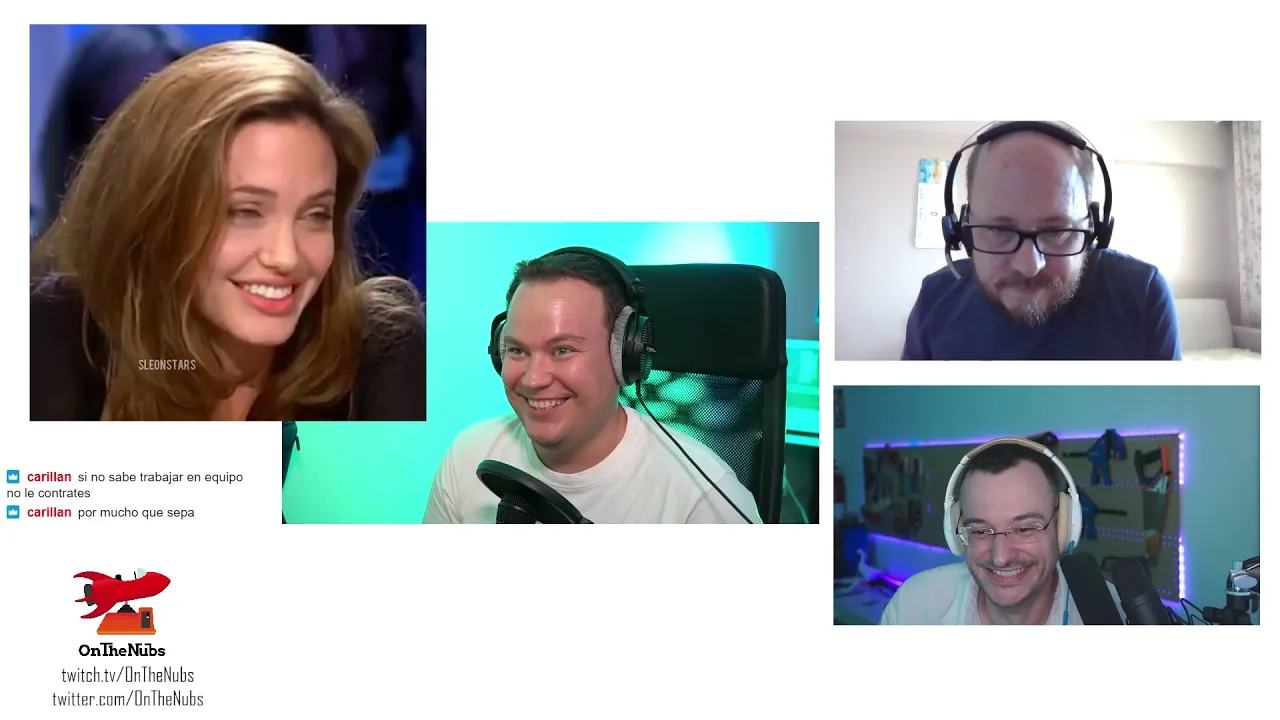 SLEONSTARS
carillan si no sabe trabajar en equipo
no le contrates
carillan por mucho que sepa
OnTheNubs
twitch.tv/OnTheNubs
twitter.com/OnTheNubs